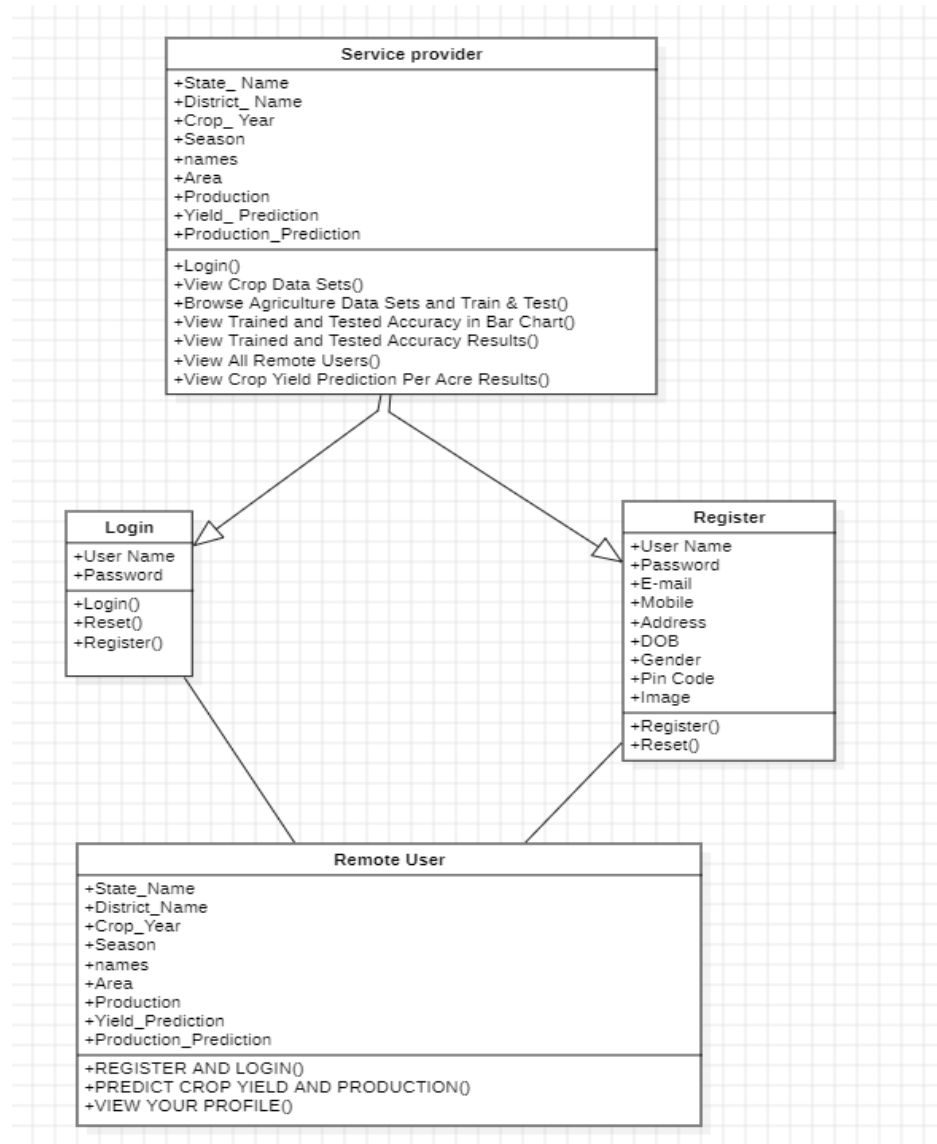 Service provider
+State_ Name
+District_ Name
+Crop_ Year
+Season
+names
+Area
+Production
+Yield_ Prediction
+Production_Prediction
+Login()
+View Crop Data Sets()
+Browse Agriculture Data Sets and Train & Test()
+View Trained and Tested Accuracy in Bar Chart()
+View Trained and Tested Accuracy Results()
+View All Remote Users()
+View Crop Yield Prediction Per Acre Results()
Login
+User Name
+Password
+Login()
+Reset()
+Register()
Register
+User Name
+Password
+E-mail
+Mobile
+Address
+DOB
+Gender
+Pin Code
+Image
+Register()
+Reset()
Remote User
+State_Name
+District_Name
+Crop_Year
+Season
+names
+Area
+Production
+Yield_Prediction
+Production_Prediction
+REGISTER AND LOGIN()
+PREDICT CROP YIELD AND PRODUCTION()
+VIEW YOUR PROFILE()